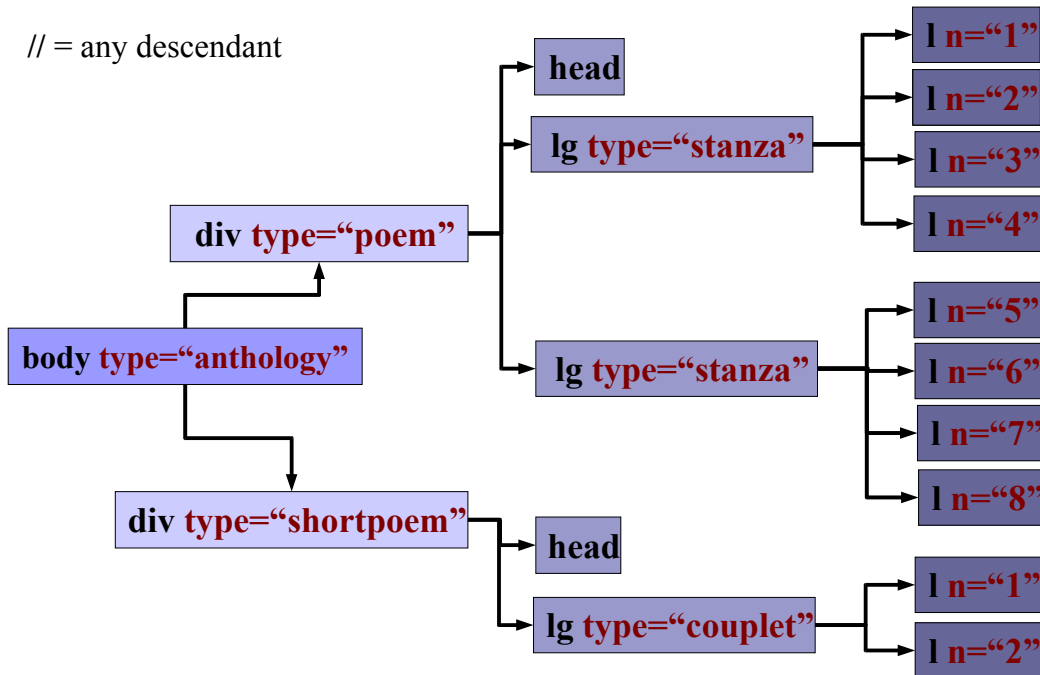 // = any descendant
head
lg type=“stanza”
l n=“1”
l n=“2”
l n=“3”
l n=“4”
div type=“poem”
body type=“anthology”
lg type=“stanza”
l n=“5”
l n=“6”
l n=“7”
l n=“8”
div type=“shortpoem”
head
lg type=“couplet”
l n=“1”
l n=“2”